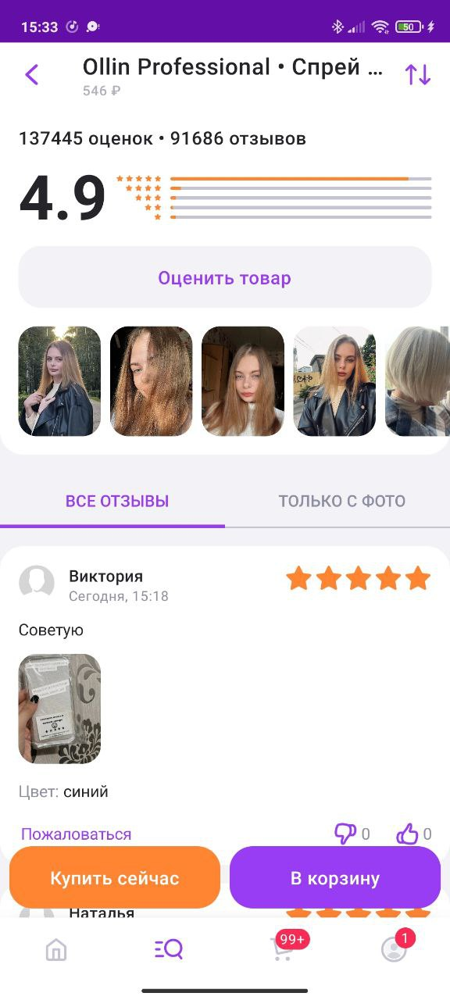 15:33
50
Ollin Professional • Спрей ...
546 ₽
137445 оценок • 91686 отзывов
4.9
Оценить товар
ВСЕ ОТЗЫВЫ
ТОЛЬКО С ФОТО
Виктория
Сегодня, 15:18
Советую
Цвет: синий
Пожаловаться
0
0
Купить сейчас
В корзину
Наталья
99+
1